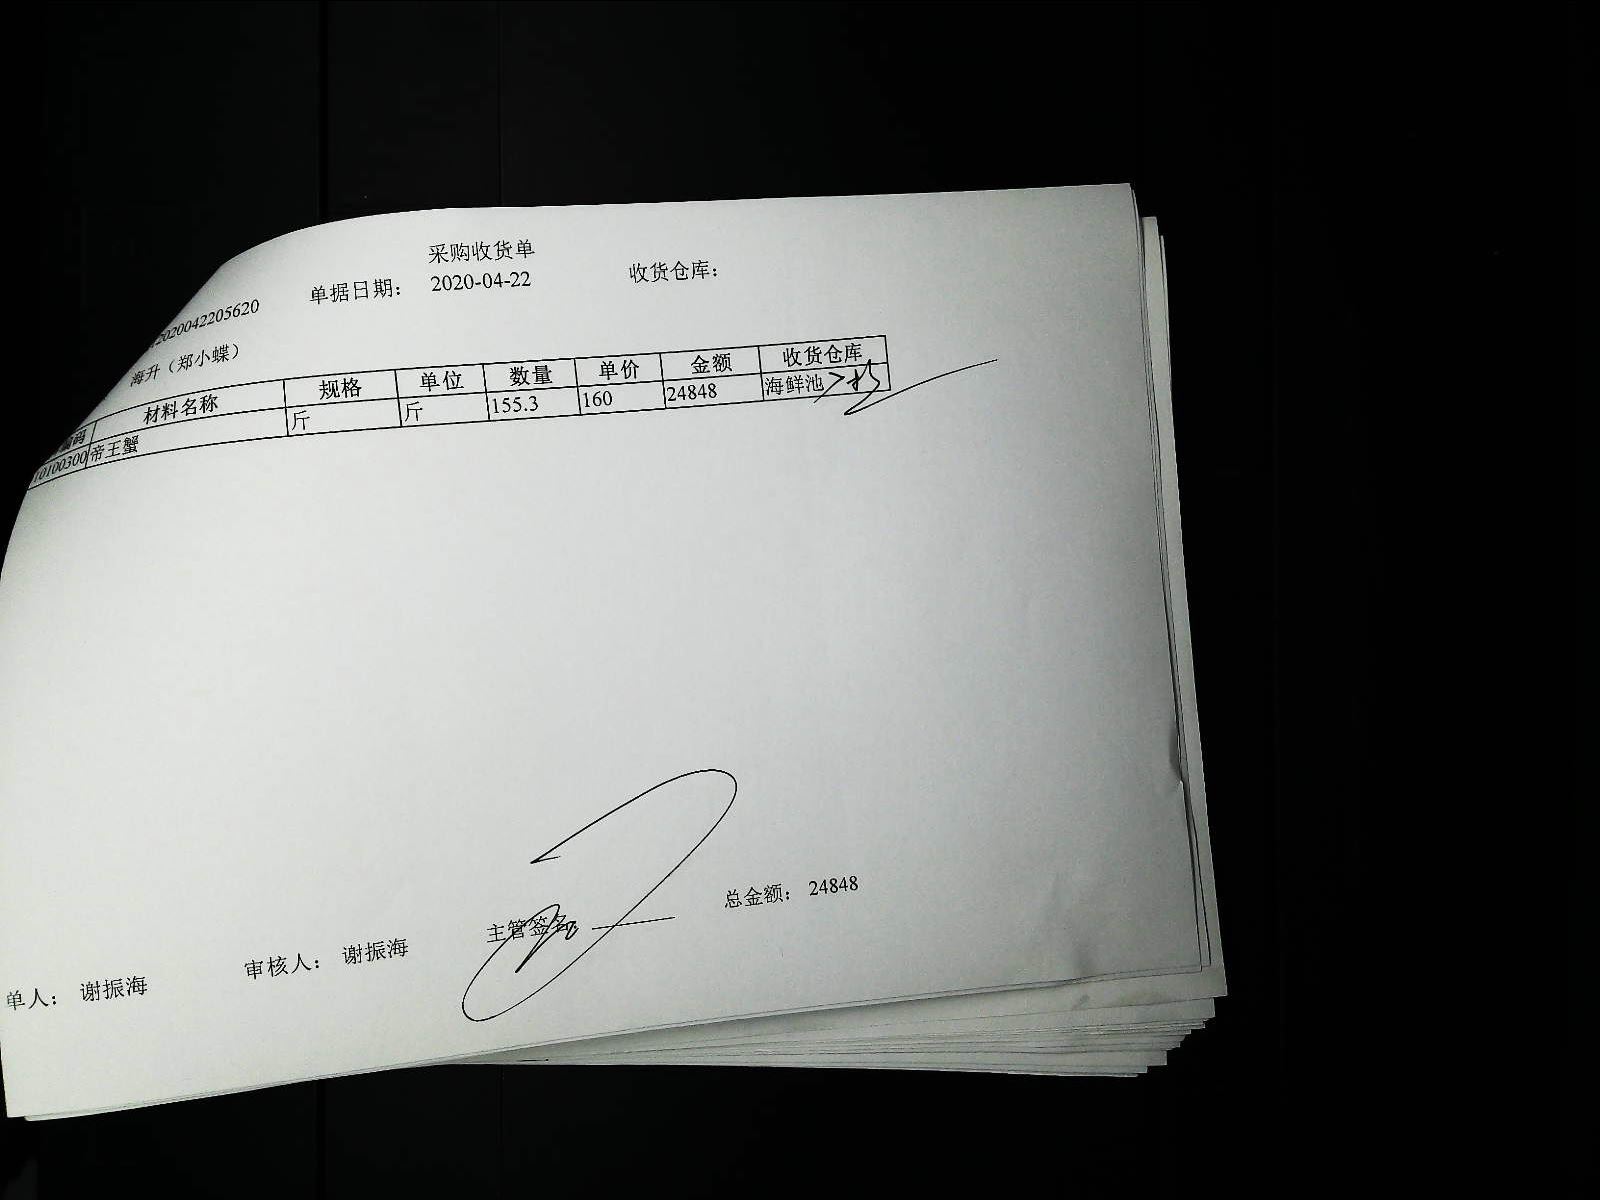 采购收货单
2020042205620 单据日期： 2020-04-22 收货仓库：
海升（郑小蝶）
编码 材料名称 规格 单位 数量 单价 金额 收货仓库
10100300 帝王蟹 斤 斤 155.3 160 24848 海鲜池
单人： 谢振海 审核人： 谢振海 主管签名 总金额： 24848